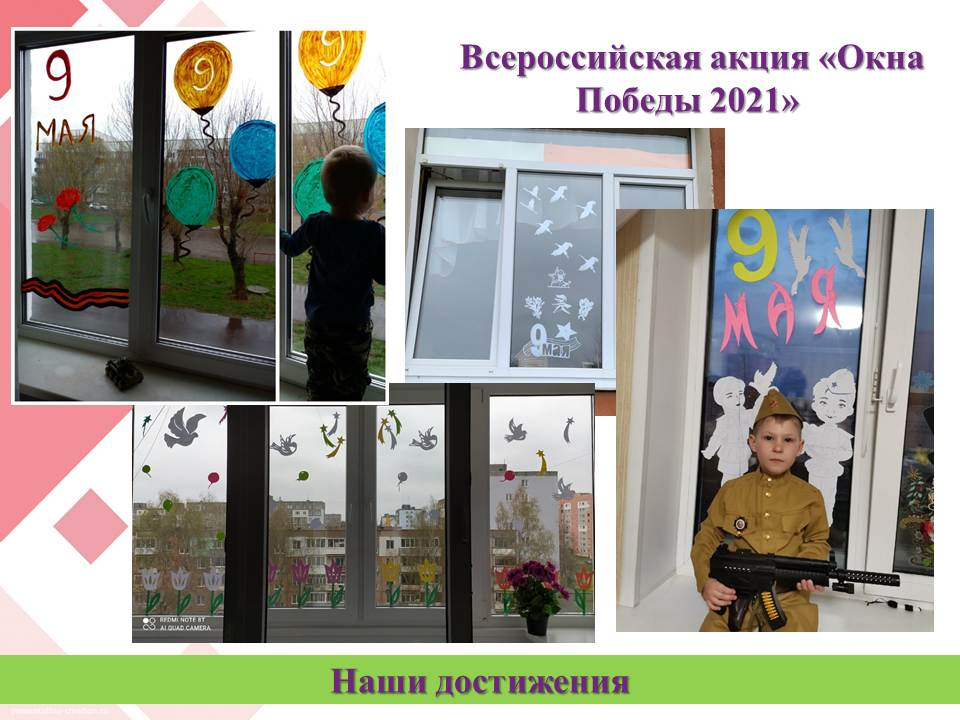 Всероссийская акция «Окна
Победы 2021»
9
МАЯ
9
9
9
МАЯ
9
МАЯ
REDMI NOTE 8T
AI QUAD CAMERA
Наши достижения